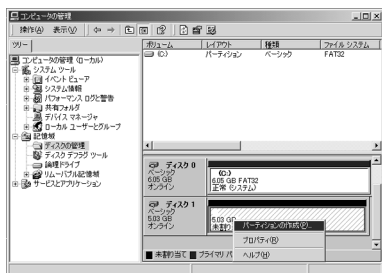 コンピュータの管理
操作(A) 表示(V)
ツリー
コンピュータの管理 (ローカル)
システム ツール
イベント ビューア
システム情報
パフォーマンス ログと警告
共有フォルダ
デバイス マネージャ
ローカル ユーザーとグループ
記憶域
ディスクの管理
ディスク デフラグ ツール
論理ドライブ
リムーバブル記憶域
サービスとアプリケーション
ボリューム レイアウト 種類 ファイル システム
(C:) パーティション ベーシック FAT32
ディスク 0
ベーシック
6.05 GB
オンライン
(C:)
6.05 GB FAT32
正常 (システム)
ディスク 1
ベーシック
5.03 GB
オンライン
5.03 GB
未割り
パーティションの作成(P)...
プロパティ(R)
ヘルプ(H)
未割り当て プライマリ パ